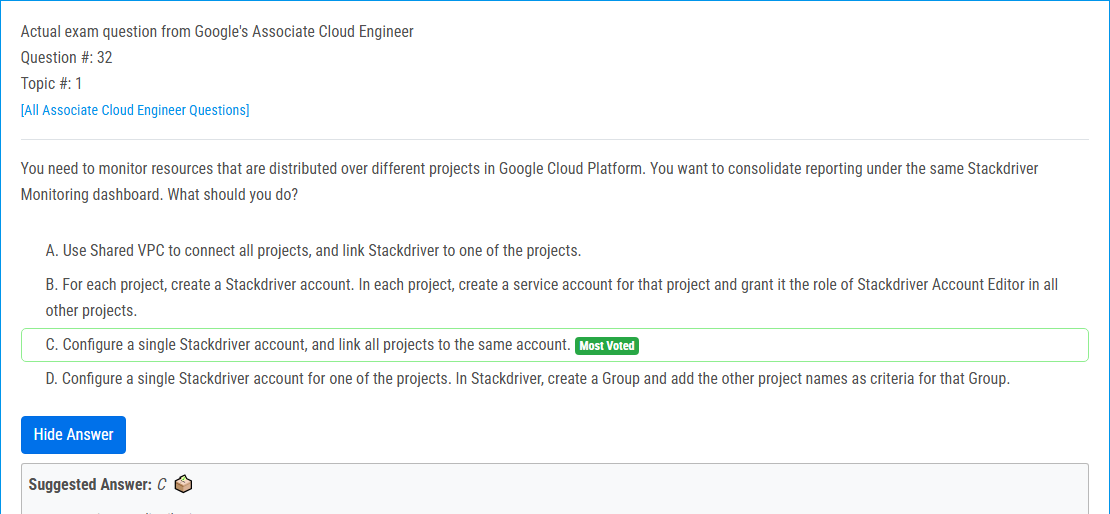 Actual exam question from Google's Associate Cloud Engineer
Question #: 32
Topic #: 1
[All Associate Cloud Engineer Questions]
You need to monitor resources that are distributed over different projects in Google Cloud Platform. You want to consolidate reporting under the same Stackdriver
Monitoring dashboard. What should you do?
A. Use Shared VPC to connect all projects, and link Stackdriver to one of the projects.
B. For each project, create a Stackdriver account. In each project, create a service account for that project and grant it the role of Stackdriver Account Editor in all
other projects.
C. Configure a single Stackdriver account, and link all projects to the same account. Most Voted
D. Configure a single Stackdriver account for one of the projects. In Stackdriver, create a Group and add the other project names as criteria for that Group.
Hide Answer
Suggested Answer: C